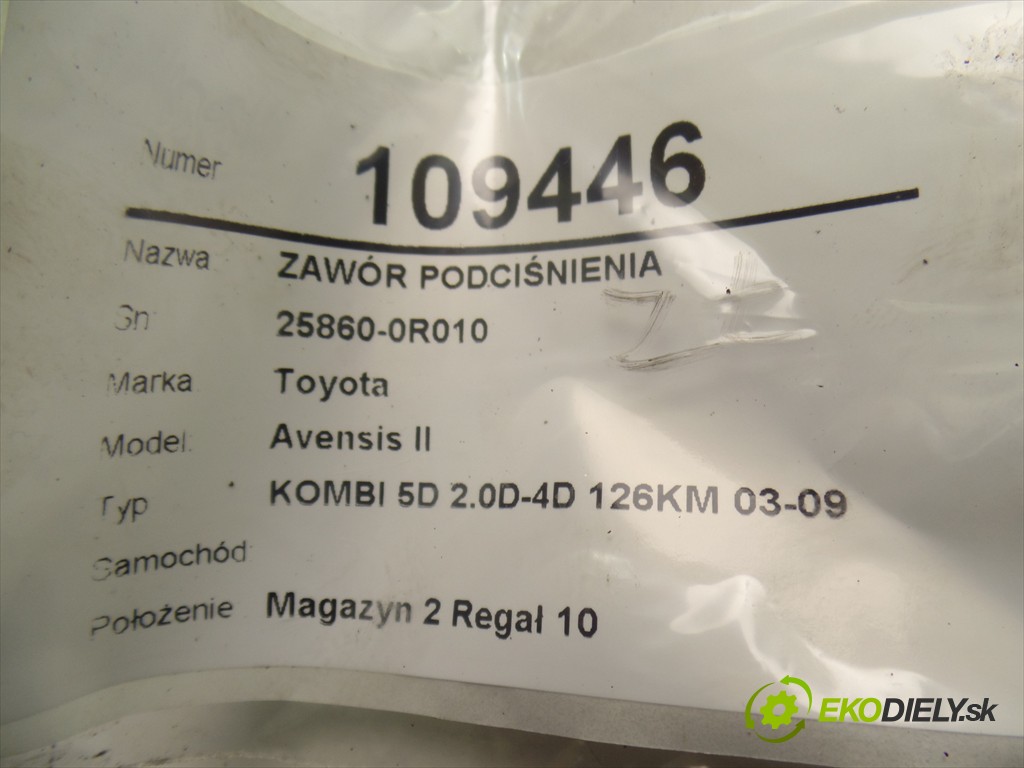 Numer 109446
Nazwa ZAWÓR PODCIŚNIENIA
Sn 25860-0R010
Marka Toyota
Model: Avensis II
Typ KOMBI 5D 2.0D-4D 126KM 03-09
Samochód
Położenie Magazyn 2 Regał 10
EKODIELY.sk